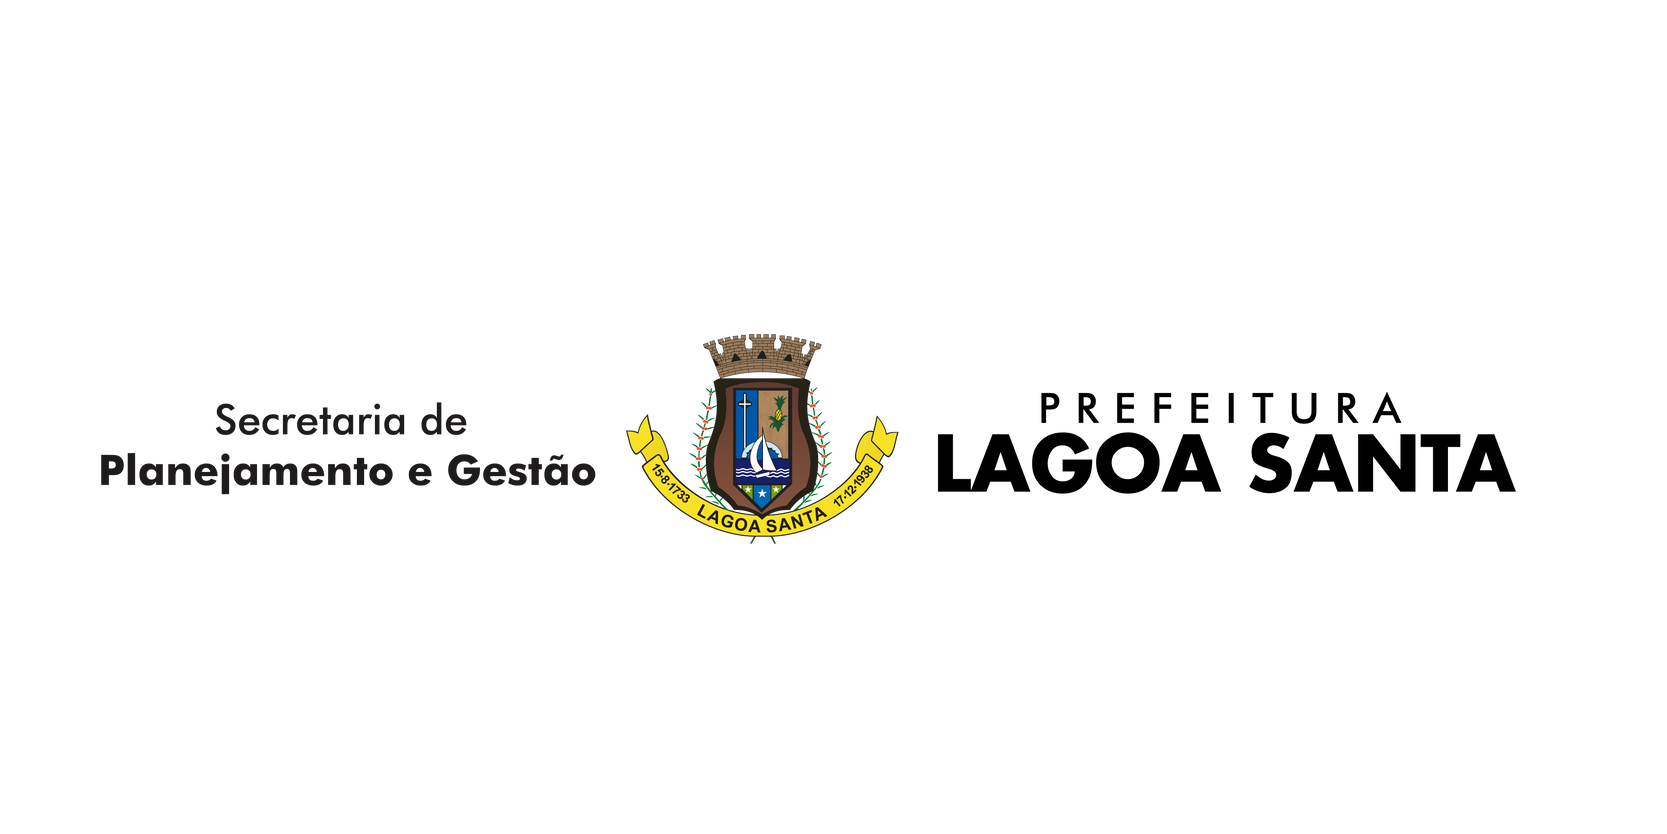 Secretaria de
Planejamento e Gestão
15-8-1733 LAGOA SANTA 17-12-1938
PREFEITURA
LAGOA SANTA